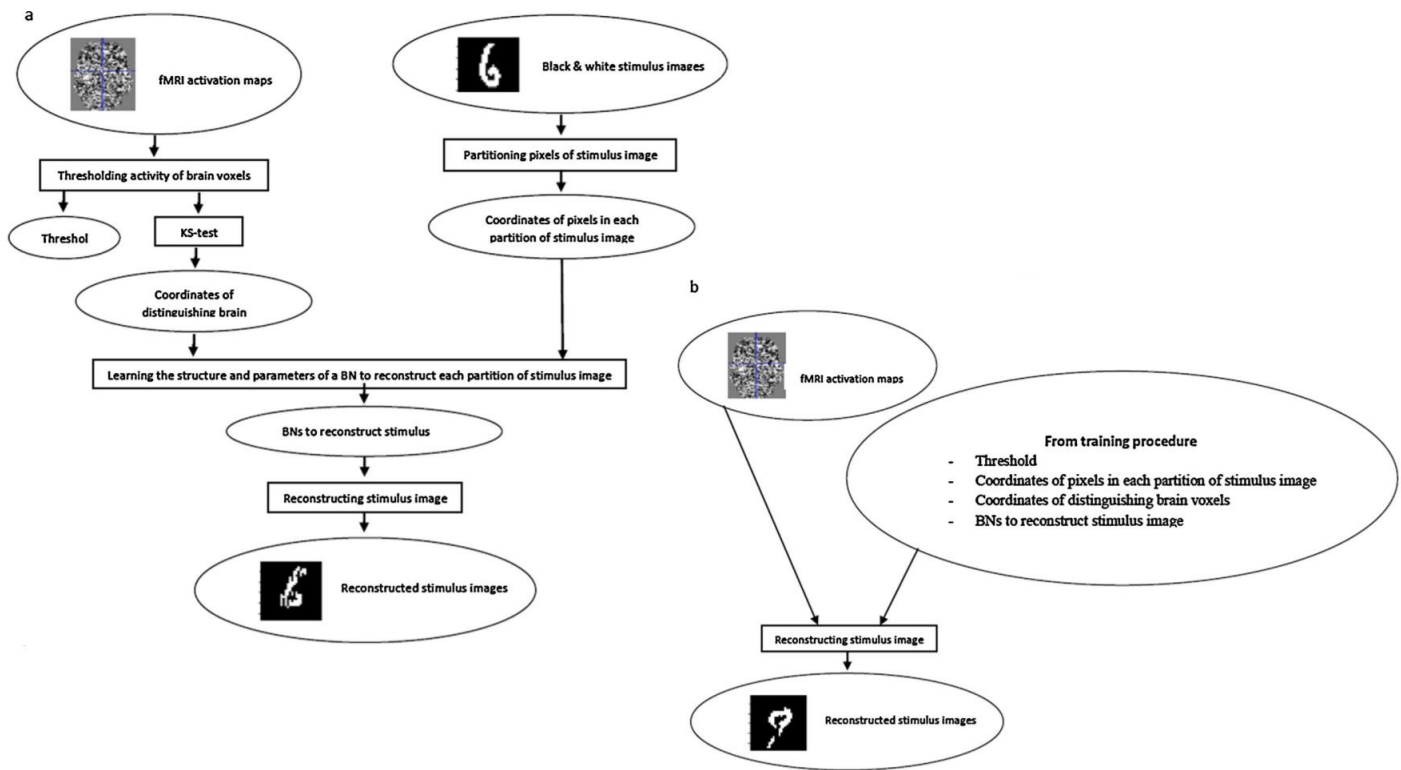 a
fMRI activation maps
Black & white stimulus images
Thresholding activity of brain voxels
Partitioning pixels of stimulus image
Threshol
KS-test
Coordinates of pixels in each
partition of stimulus image
Coordinates of
distinguishing brain
Learning the structure and parameters of a BN to reconstruct each partition of stimulus image
BNs to reconstruct stimulus
Reconstructing stimulus image
Reconstructed stimulus images
b
fMRI activation maps
From training procedure
- Threshold
- Coordinates of pixels in each partition of stimulus image
- Coordinates of distinguishing brain voxels
- BNs to reconstruct stimulus image
Reconstructing stimulus image
Reconstructed stimulus images